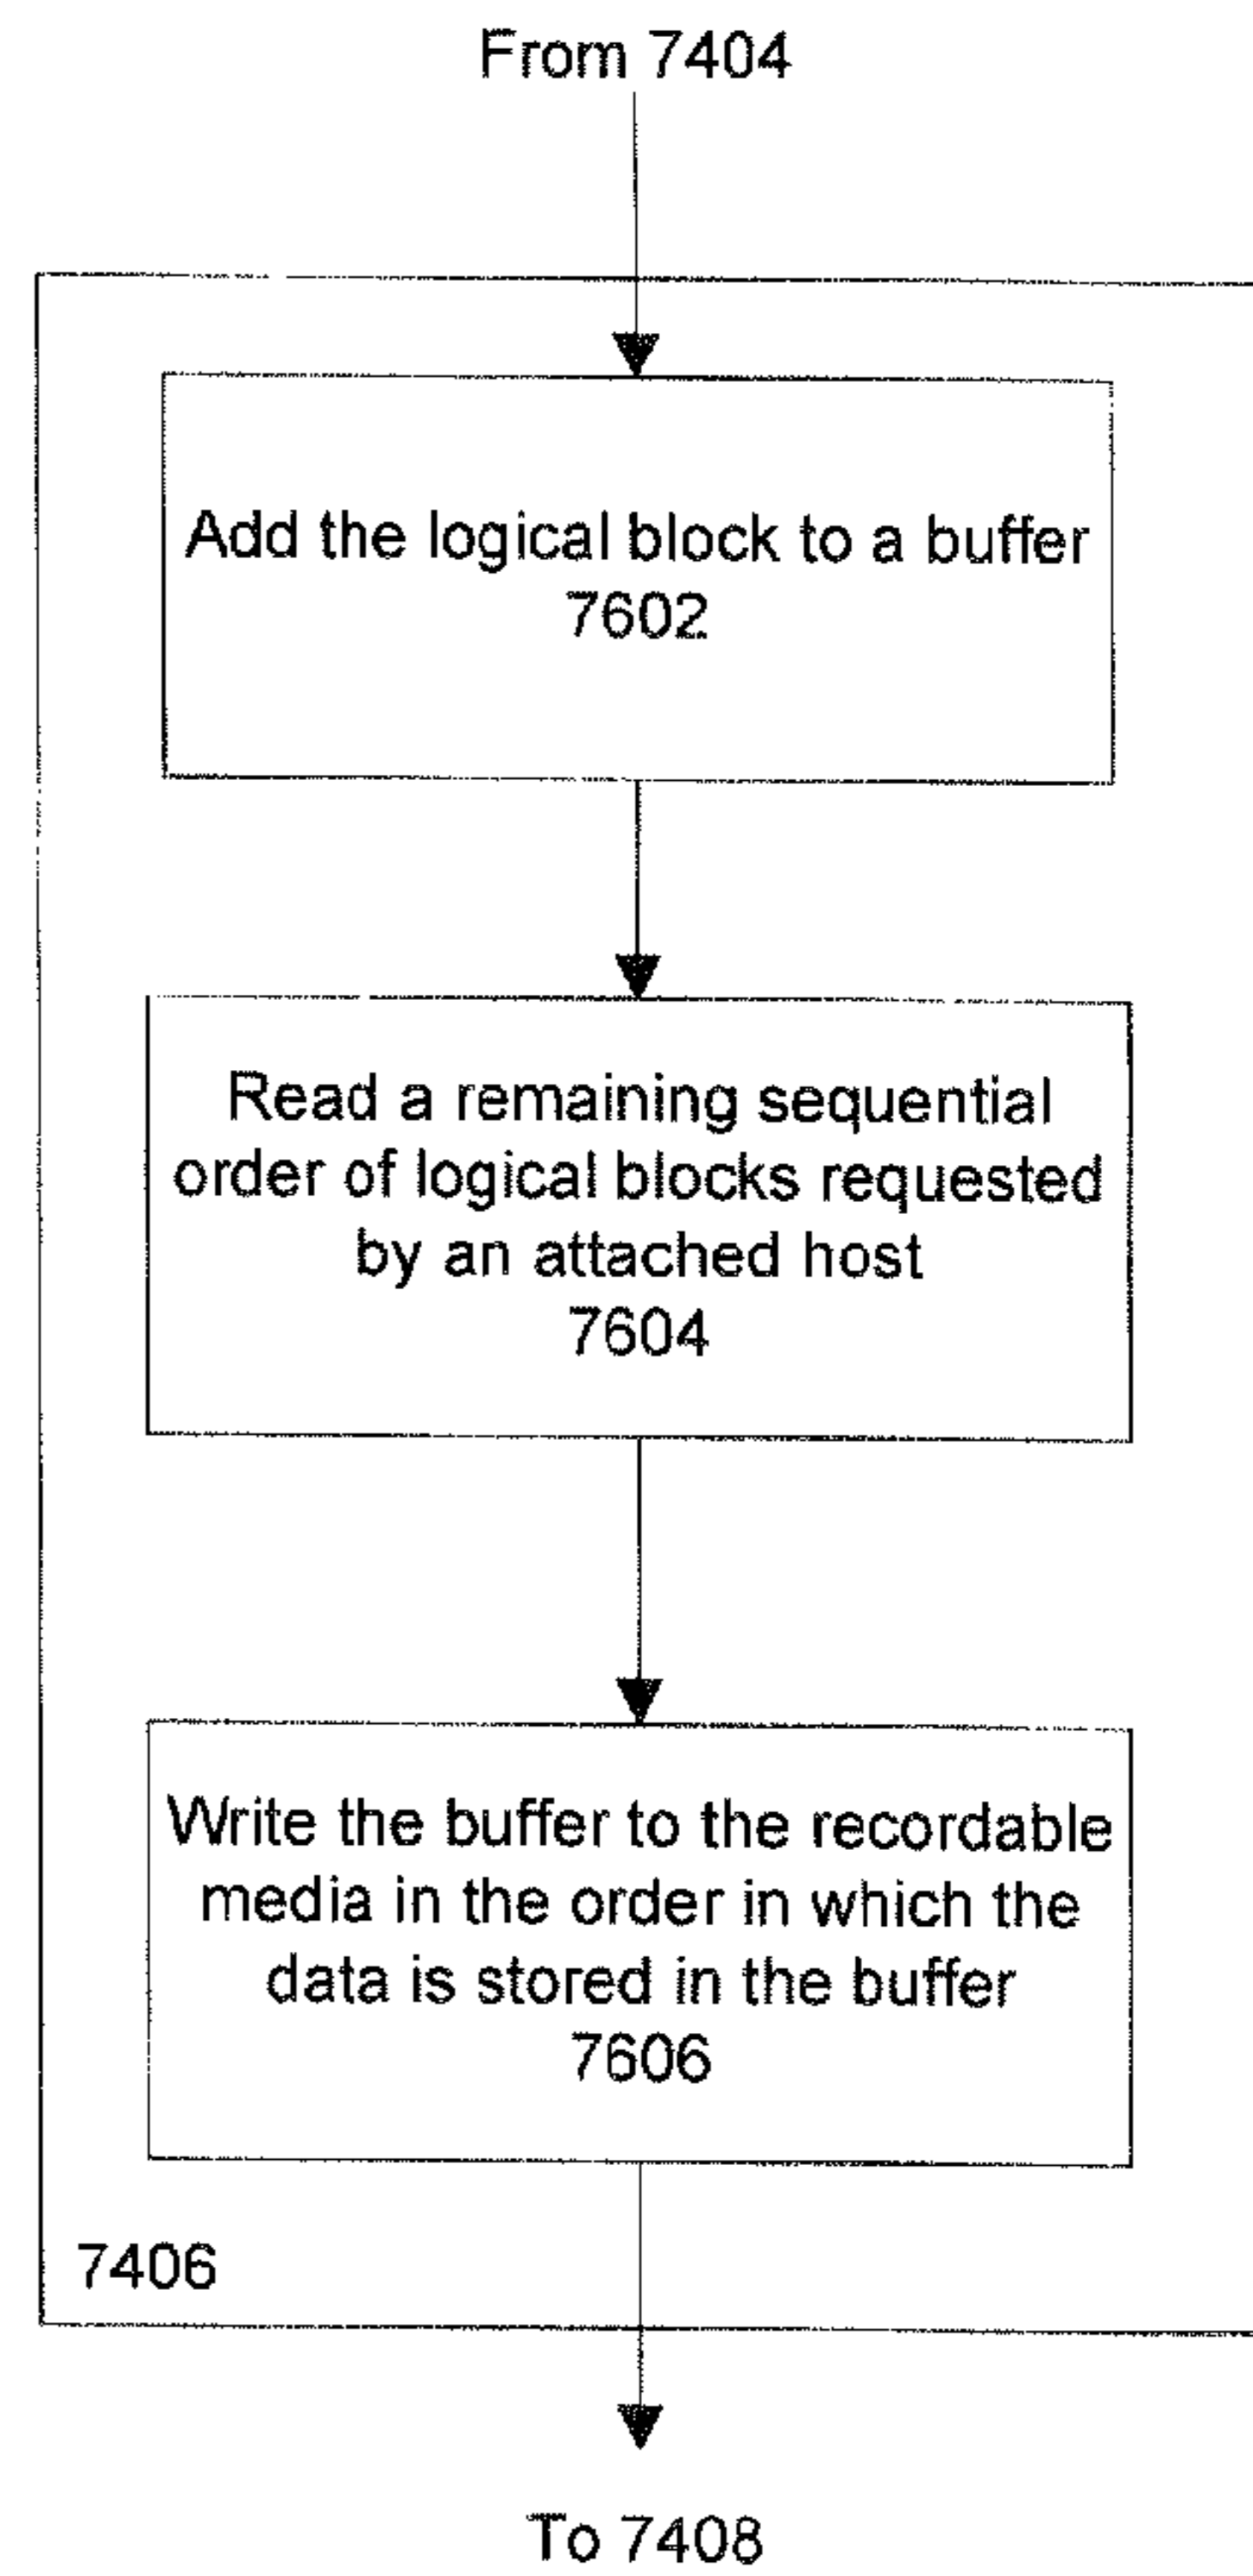 From 7404
Add the logical block to a buffer
7602
Read a remaining sequential
order of logical blocks requested
by an attached host
7604
Write the buffer to the recordable
media in the order in which the
data is stored in the buffer
7606
7406
To 7408